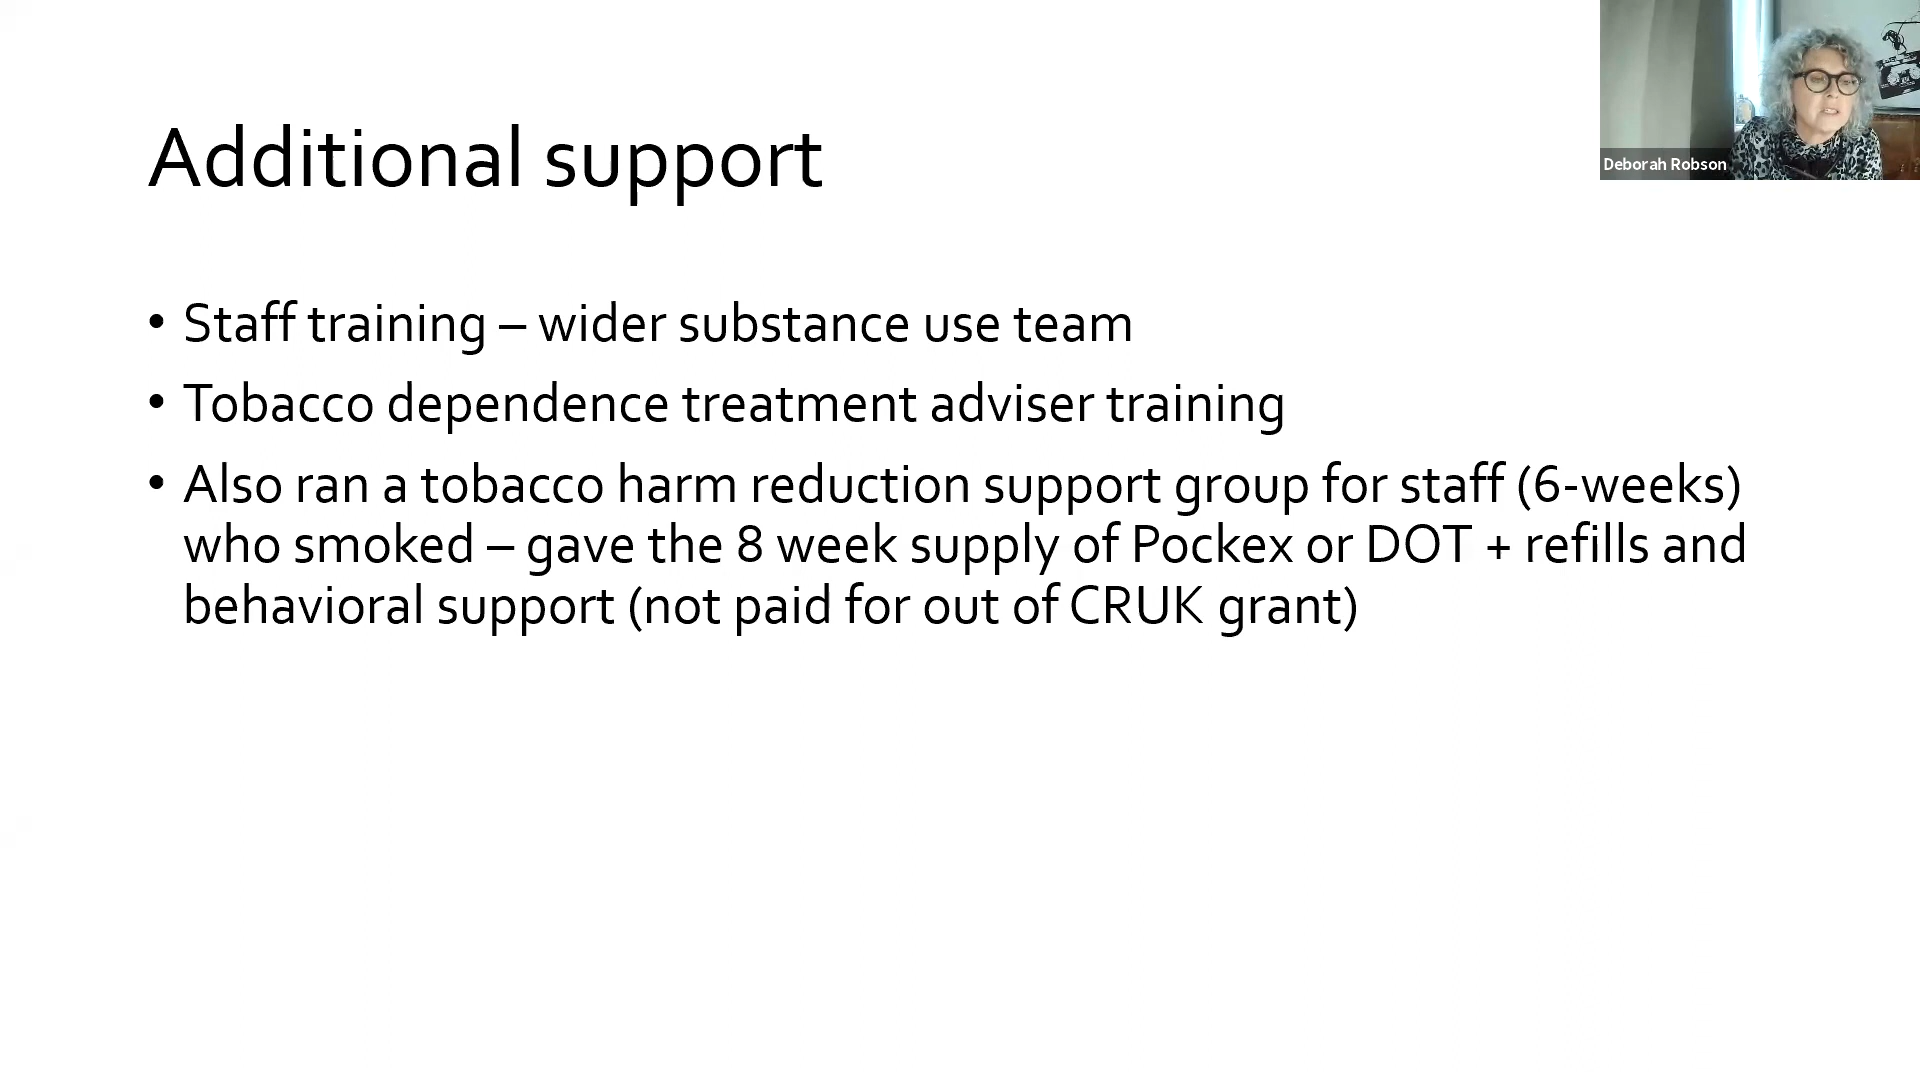 Additional support
Deborah Robson
• Staff training – wider substance use team
• Tobacco dependence treatment adviser training
• Also ran a tobacco harm reduction support group for staff (6-weeks)
who smoked – gave the 8 week supply of Pockex or DOT + refills and
behavioral support (not paid for out of CRUK grant)